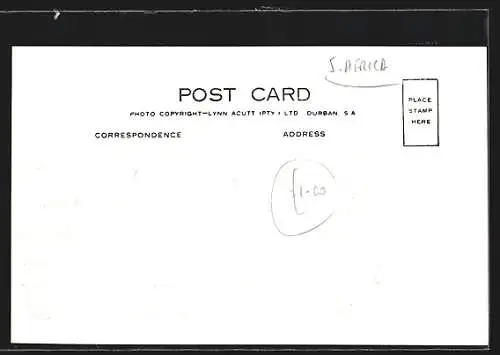 S. AFRICA
POST CARD
PHOTO COPYRIGHT—LYNN ACUTT (PTY) LTD DURBAN. S A
PLACE
STAMP
HERE
CORRESPONDENCE
ADDRESS
£1-00